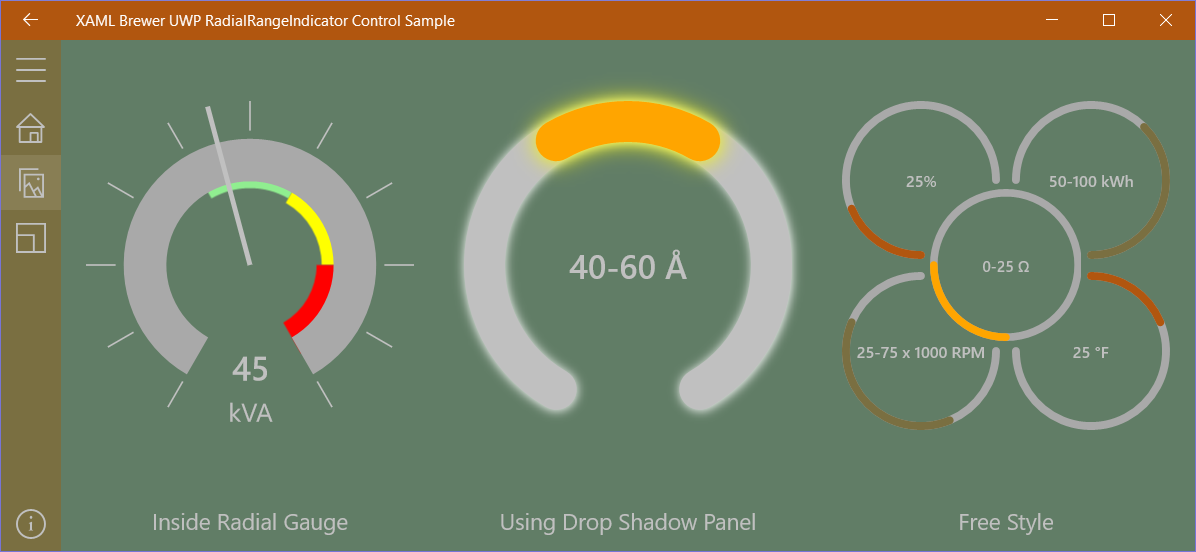 XAML Brewer UWP RadialRangeIndicator Control Sample
45
kVA
Inside Radial Gauge
40-60 Å
Using Drop Shadow Panel
25%
50-100 kWh
0-25 Ω
25-75 x 1000 RPM
25 °F
Free Style